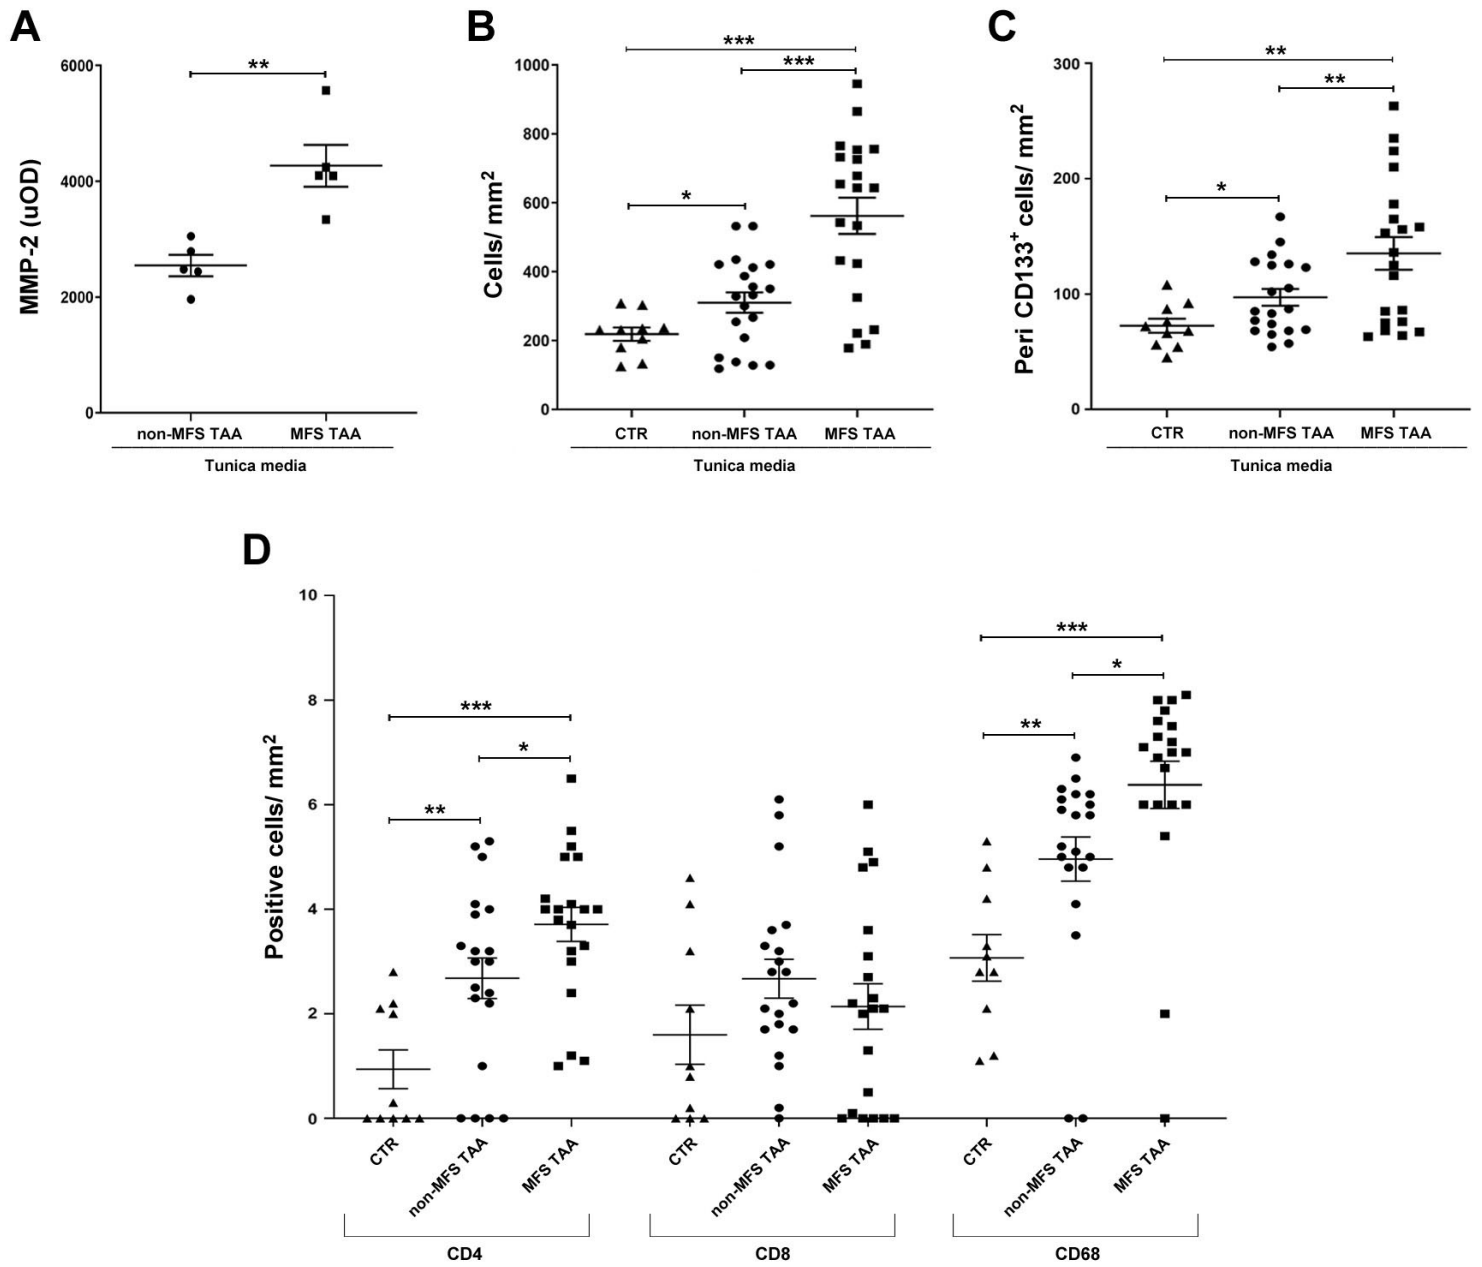 A
MMP-2 (uOD)
6000
4000
2000
0
**
non-MFS TAA
MFS TAA
Tunica media
B
Cells/ mm2
1000
800
600
400
200
0
***
***
*
CTR
non-MFS TAA
MFS TAA
Tunica media
C
Peri CD133+ cells/ mm2
300
200
100
0
**
**
*
CTR
non-MFS TAA
MFS TAA
Tunica media
D
Positive cells/ mm2
10
8
6
4
2
0
***
*
**
***
*
**
CTR
non-MFS TAA
MFS TAA
CTR
non-MFS TAA
MFS TAA
CTR
non-MFS TAA
MFS TAA
CD4
CD8
CD68